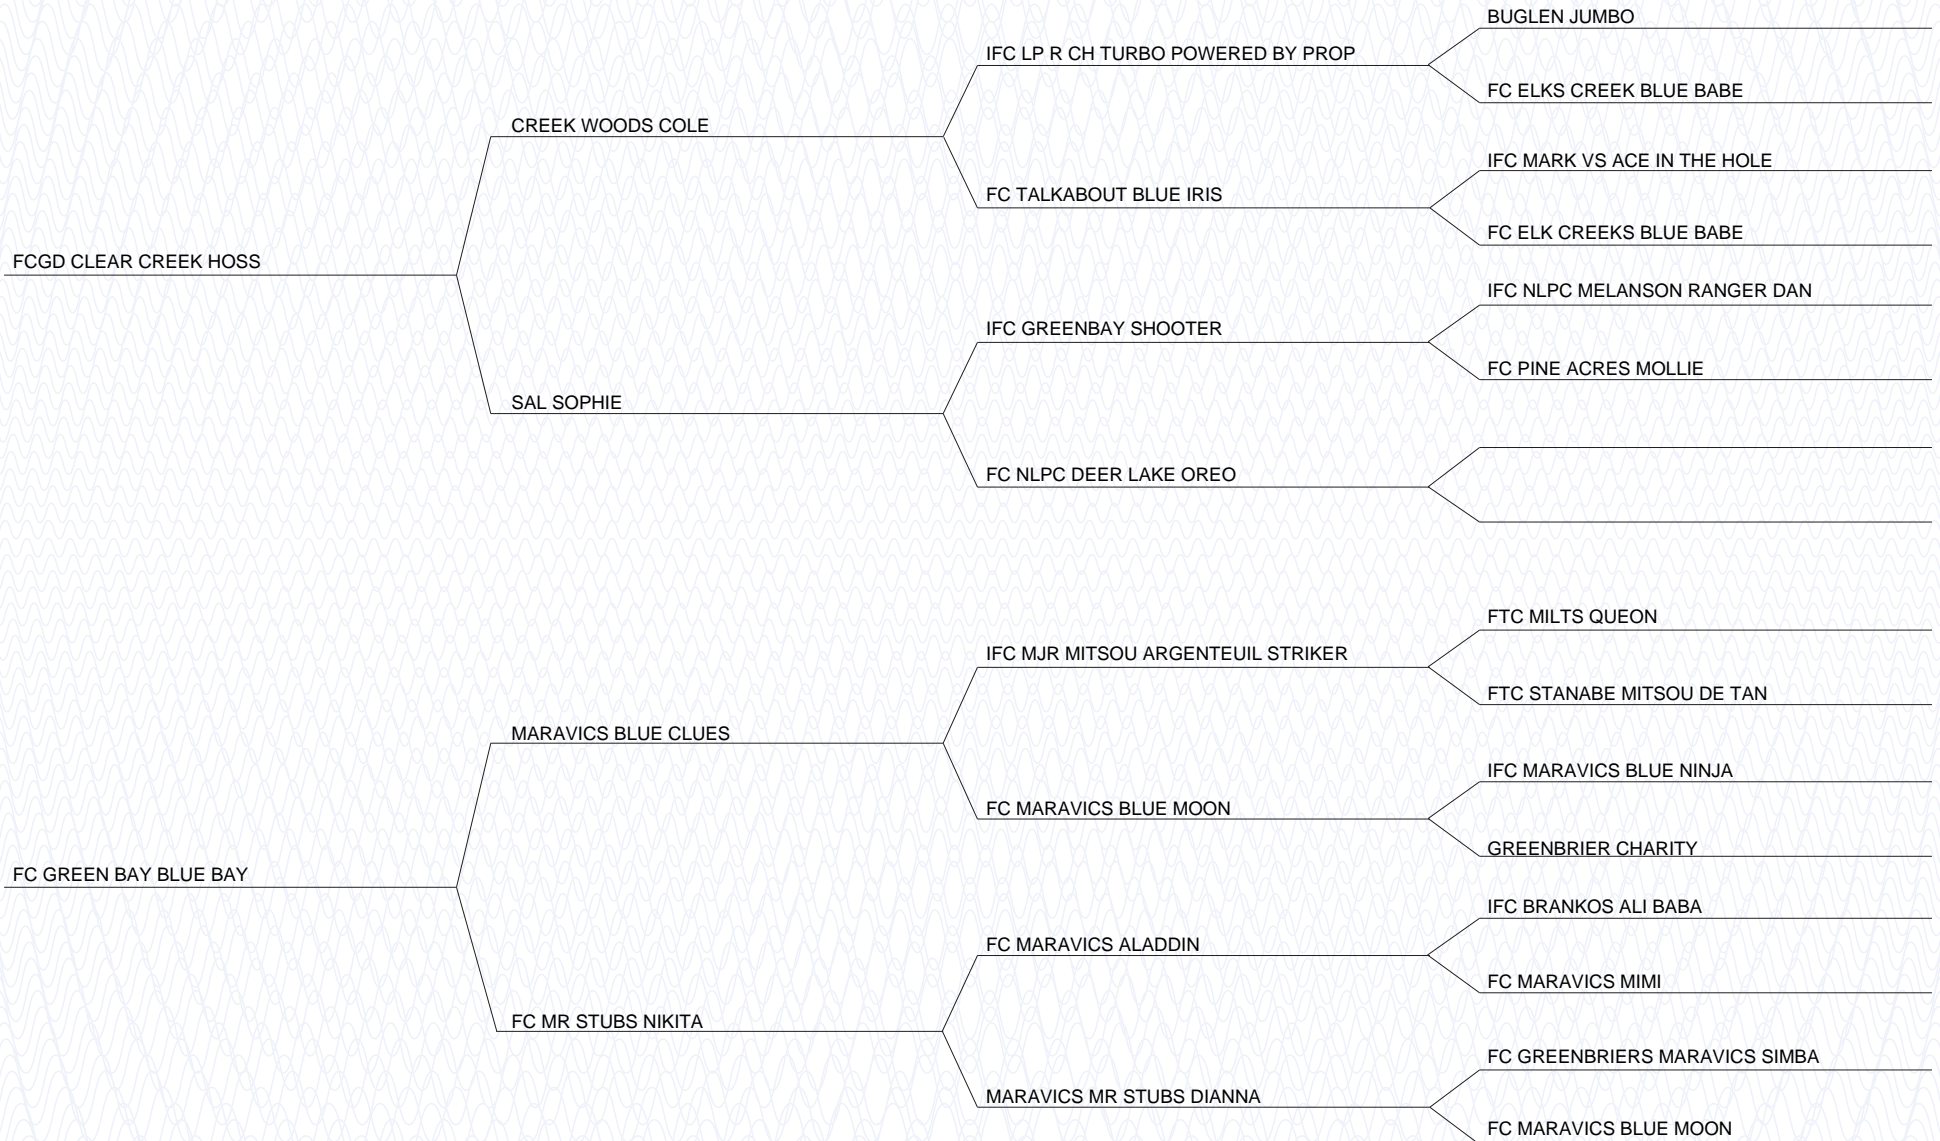 BUGLEN JUMBO
IFC LP R CH TURBO POWERED BY PROP
FC ELKS CREEK BLUE BABE
CREEK WOODS COLE
IFC MARK VS ACE IN THE HOLE
FC TALKABOUT BLUE IRIS
FC ELK CREEKS BLUE BABE
FCGD CLEAR CREEK HOSS
IFC NLPC MELANSON RANGER DAN
IFC GREENBAY SHOOTER
FC PINE ACRES MOLLIE
SAL SOPHIE
FC NLPC DEER LAKE OREO
FTC MILTS QUEON
IFC MJR MITSOU ARGENTEUIL STRIKER
FTC STANABE MITSOU DE TAN
MARAVICS BLUE CLUES
IFC MARAVICS BLUE NINJA
FC MARAVICS BLUE MOON
GREENBRIER CHARITY
FC GREEN BAY BLUE BAY
IFC BRANKOS ALI BABA
FC MARAVICS ALADDIN
FC MARAVICS MIMI
FC MR STUBS NIKITA
FC GREENBRIERS MARAVICS SIMBA
MARAVICS MR STUBS DIANNA
FC MARAVICS BLUE MOON